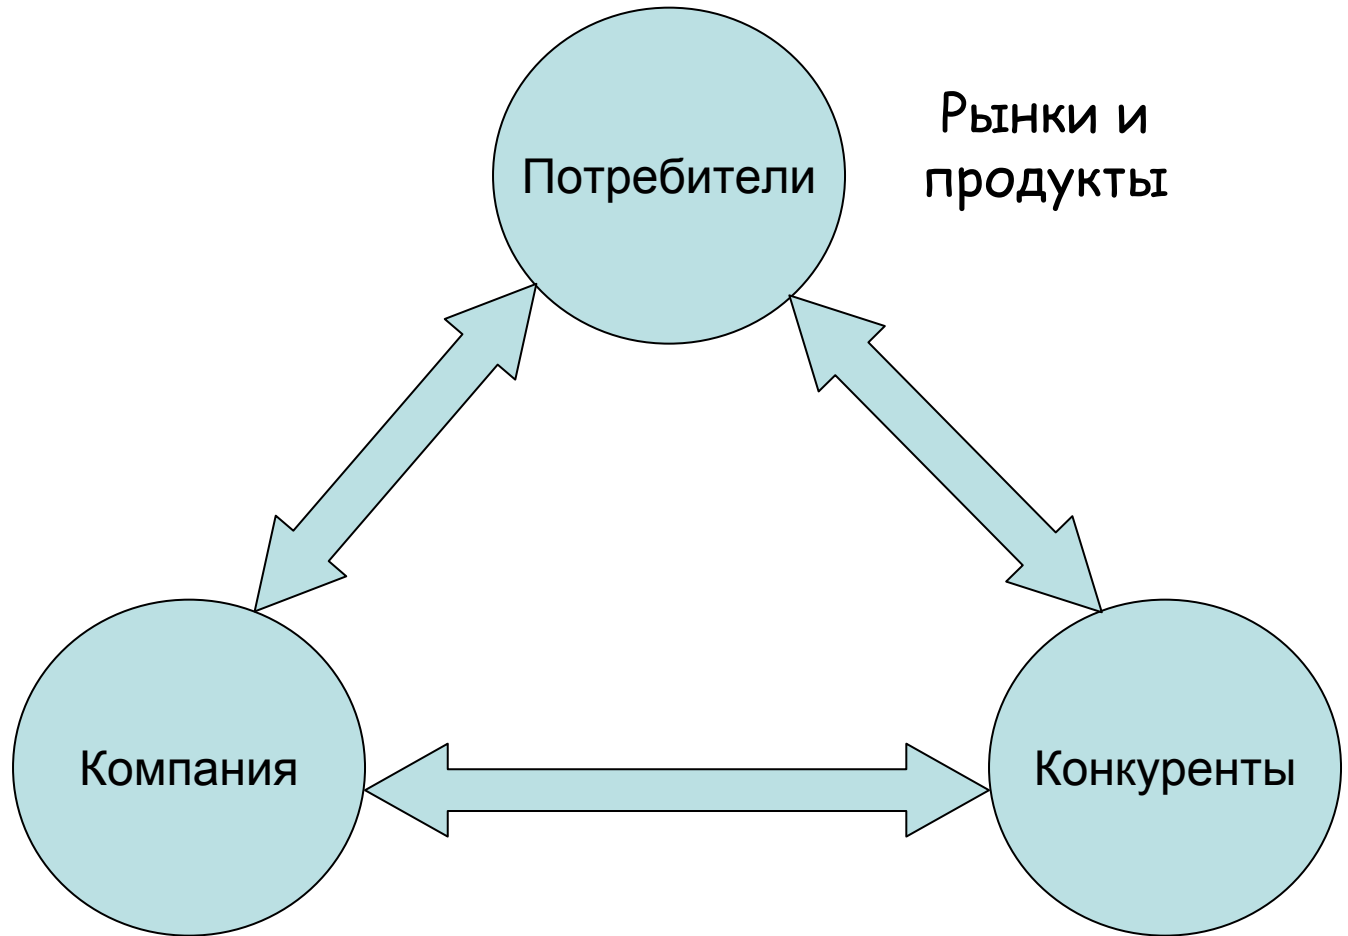 Потребители
Рынки и
продукты
Компания
Конкуренты